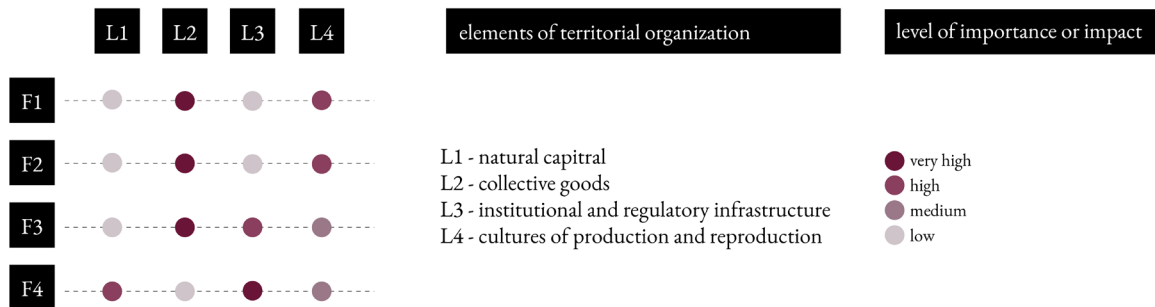 L1 L2 L3 L4 elements of territorial organization level of importance or impact
F1
F2
F3
F4
L1 - natural capitral
L2 - collective goods
L3 - institutional and regulatory infrastructure
L4 - cultures of production and reproduction
very high
high
medium
low